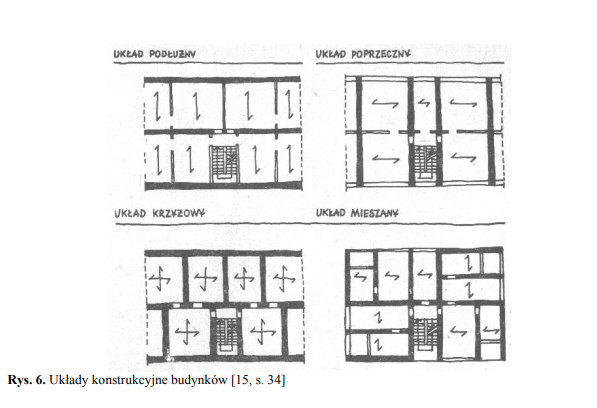 UKŁAD PODŁUŻNY
UKŁAD POPRZECZNY
UKŁAD KRZYŻOWY
UKŁAD MIESZANY
Rys. 6. Układy konstrukcyjne budynków [15, s. 34]